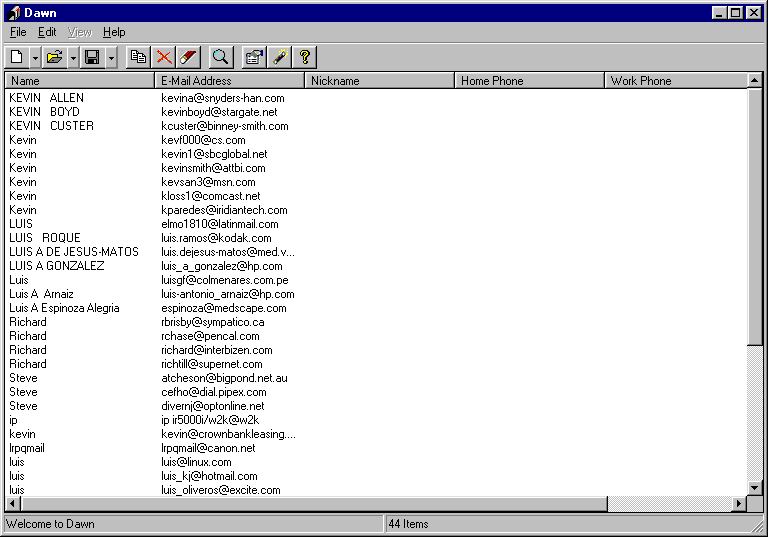 Dawn
File Edit View Help
Name E-Mail Address Nickname Home Phone Work Phone
KEVIN ALLEN kevina@snyders-han.com
KEVIN BOYD kevinboyd@stargate.net
KEVIN CUSTER kcuster@binney-smith.com
Kevin kevf000@cs.com
Kevin kevin1@sbcglobal.net
Kevin kevinsmith@attbi.com
Kevin kevsan3@msn.com
Kevin kloss1@comcast.net
Kevin kparedes@iridiantech.com
LUIS elmo1810@latinmail.com
LUIS ROQUE luis.ramos@kodak.com
LUIS A DE JESUS-MATOS luis.dejesus-matos@med.v...
LUIS A GONZALEZ luis_a_gonzalez@hp.com
Luis luisgf@colmenares.com.pe
Luis A Arnaiz luis-antonio_arnaiz@hp.com
Luis A Espinoza Alegria espinoza@medscape.com
Richard rbrisby@sympatico.ca
Richard rchase@pencal.com
Richard richard@interbizen.com
Richard richtill@supernet.com
Steve atcheson@bigpond.net.au
Steve cefho@dial.pipex.com
Steve divernj@optonline.net
ip ip ir5000i/w2k@w2k
kevin kevin@crownbankleasing....
lrpqmail lrpqmail@canon.net
luis luis@linux.com
luis luis_kj@hotmail.com
luis luis_oliveros@excite.com
Welcome to Dawn 44 Items